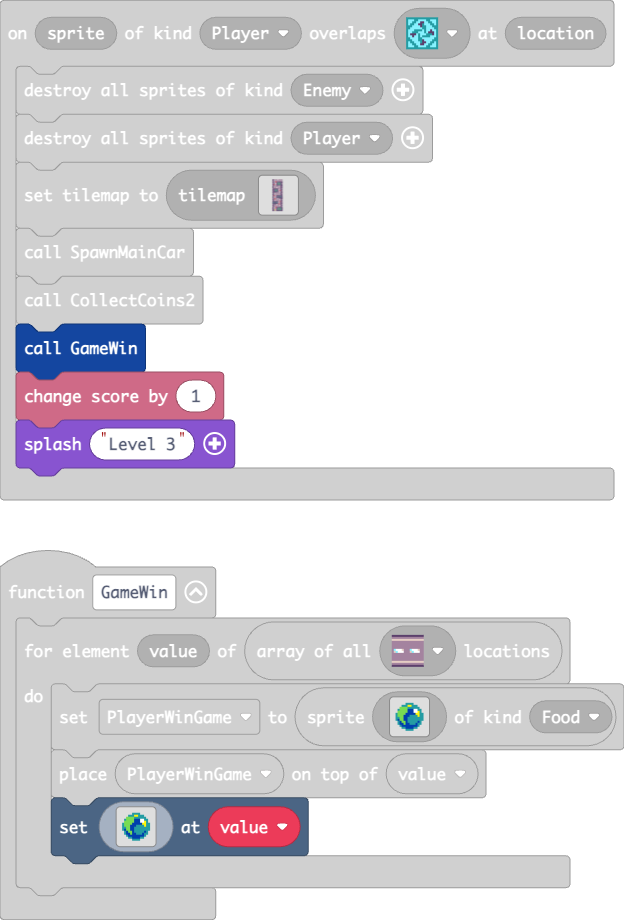 on sprite of kind Player overlaps at location
destroy all sprites of kind Enemy
destroy all sprites of kind Player
set tilemap to tilemap
call SpawnMainCar
call CollectCoins2
call GameWin
change score by 1
splash "Level 3"
function GameWin
for element value of array of all locations
do
set PlayerWinGame to sprite of kind Food
place PlayerWinGame on top of value
set at value